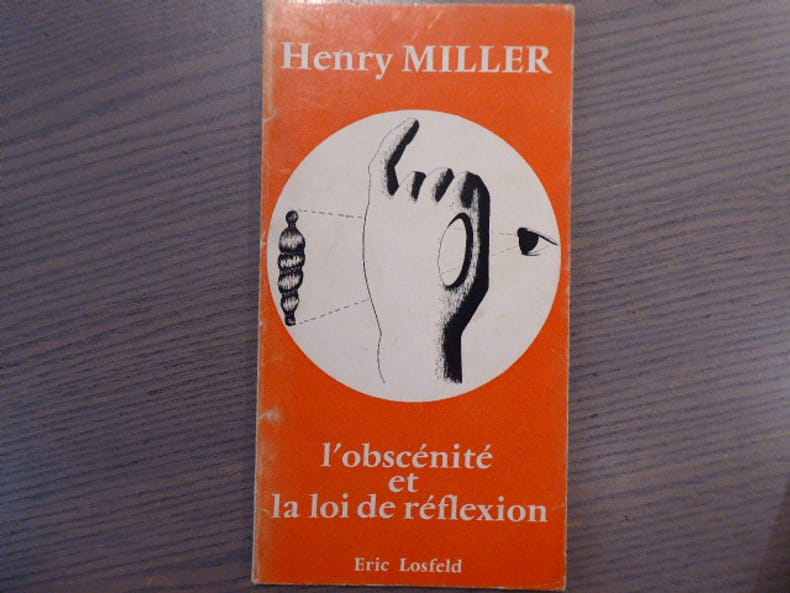 Henry MILLER
l'obscénité
et
la loi de réflexion
Eric Losfeld